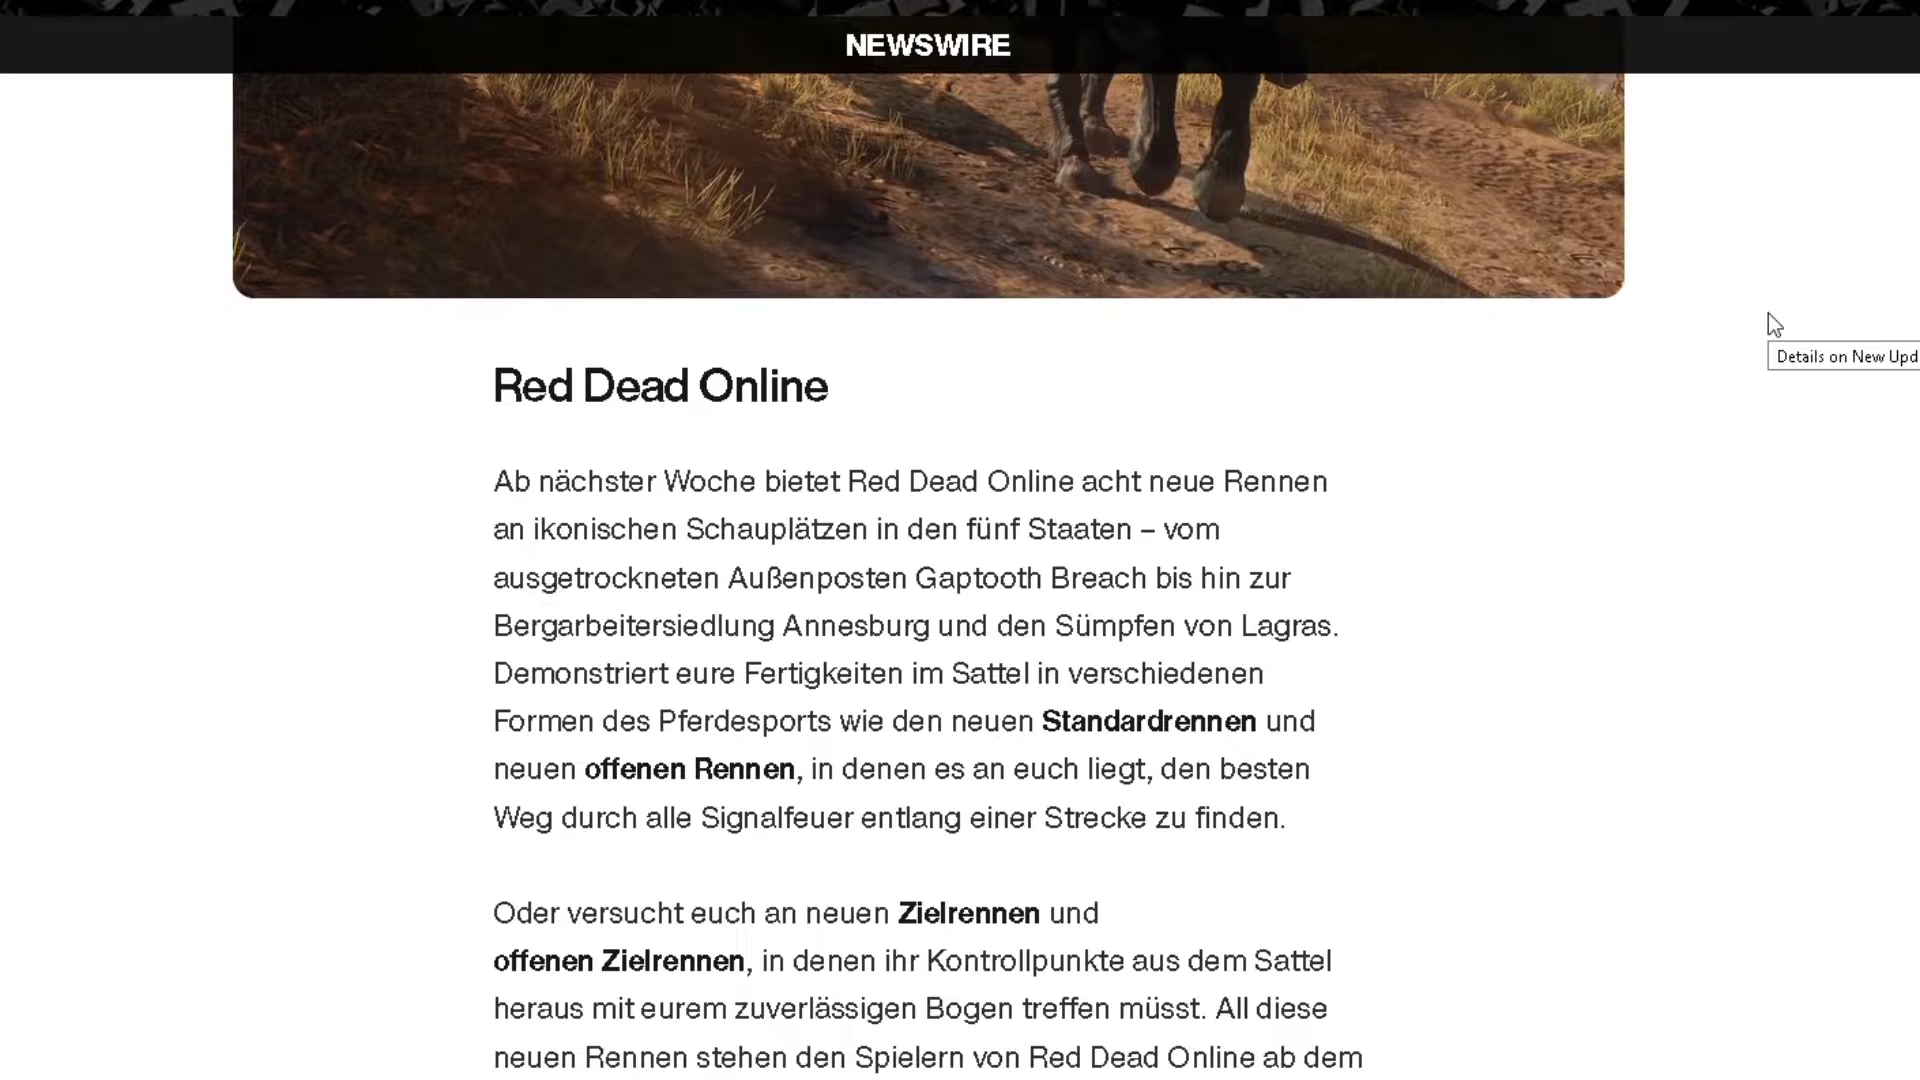 NEWSWIRE
Details on New Upd
Red Dead Online
Ab nächster Woche bietet Red Dead Online acht neue Rennen
an ikonischen Schauplätzen in den fünf Staaten – vom
ausgetrockneten Außenposten Gaptooth Breach bis hin zur
Bergarbeitersiedlung Annesburg und den Sümpfen von Lagras.
Demonstriert eure Fertigkeiten im Sattel in verschiedenen
Formen des Pferdesports wie den neuen Standardrennen und
neuen offenen Rennen, in denen es an euch liegt, den besten
Weg durch alle Signalfeuer entlang einer Strecke zu finden.
Oder versucht euch an neuen Zielrennen und
offenen Zielrennen, in denen ihr Kontrollpunkte aus dem Sattel
heraus mit eurem zuverlässigen Bogen treffen müsst. All diese
neuen Rennen stehen den Spielern von Red Dead Online ab dem